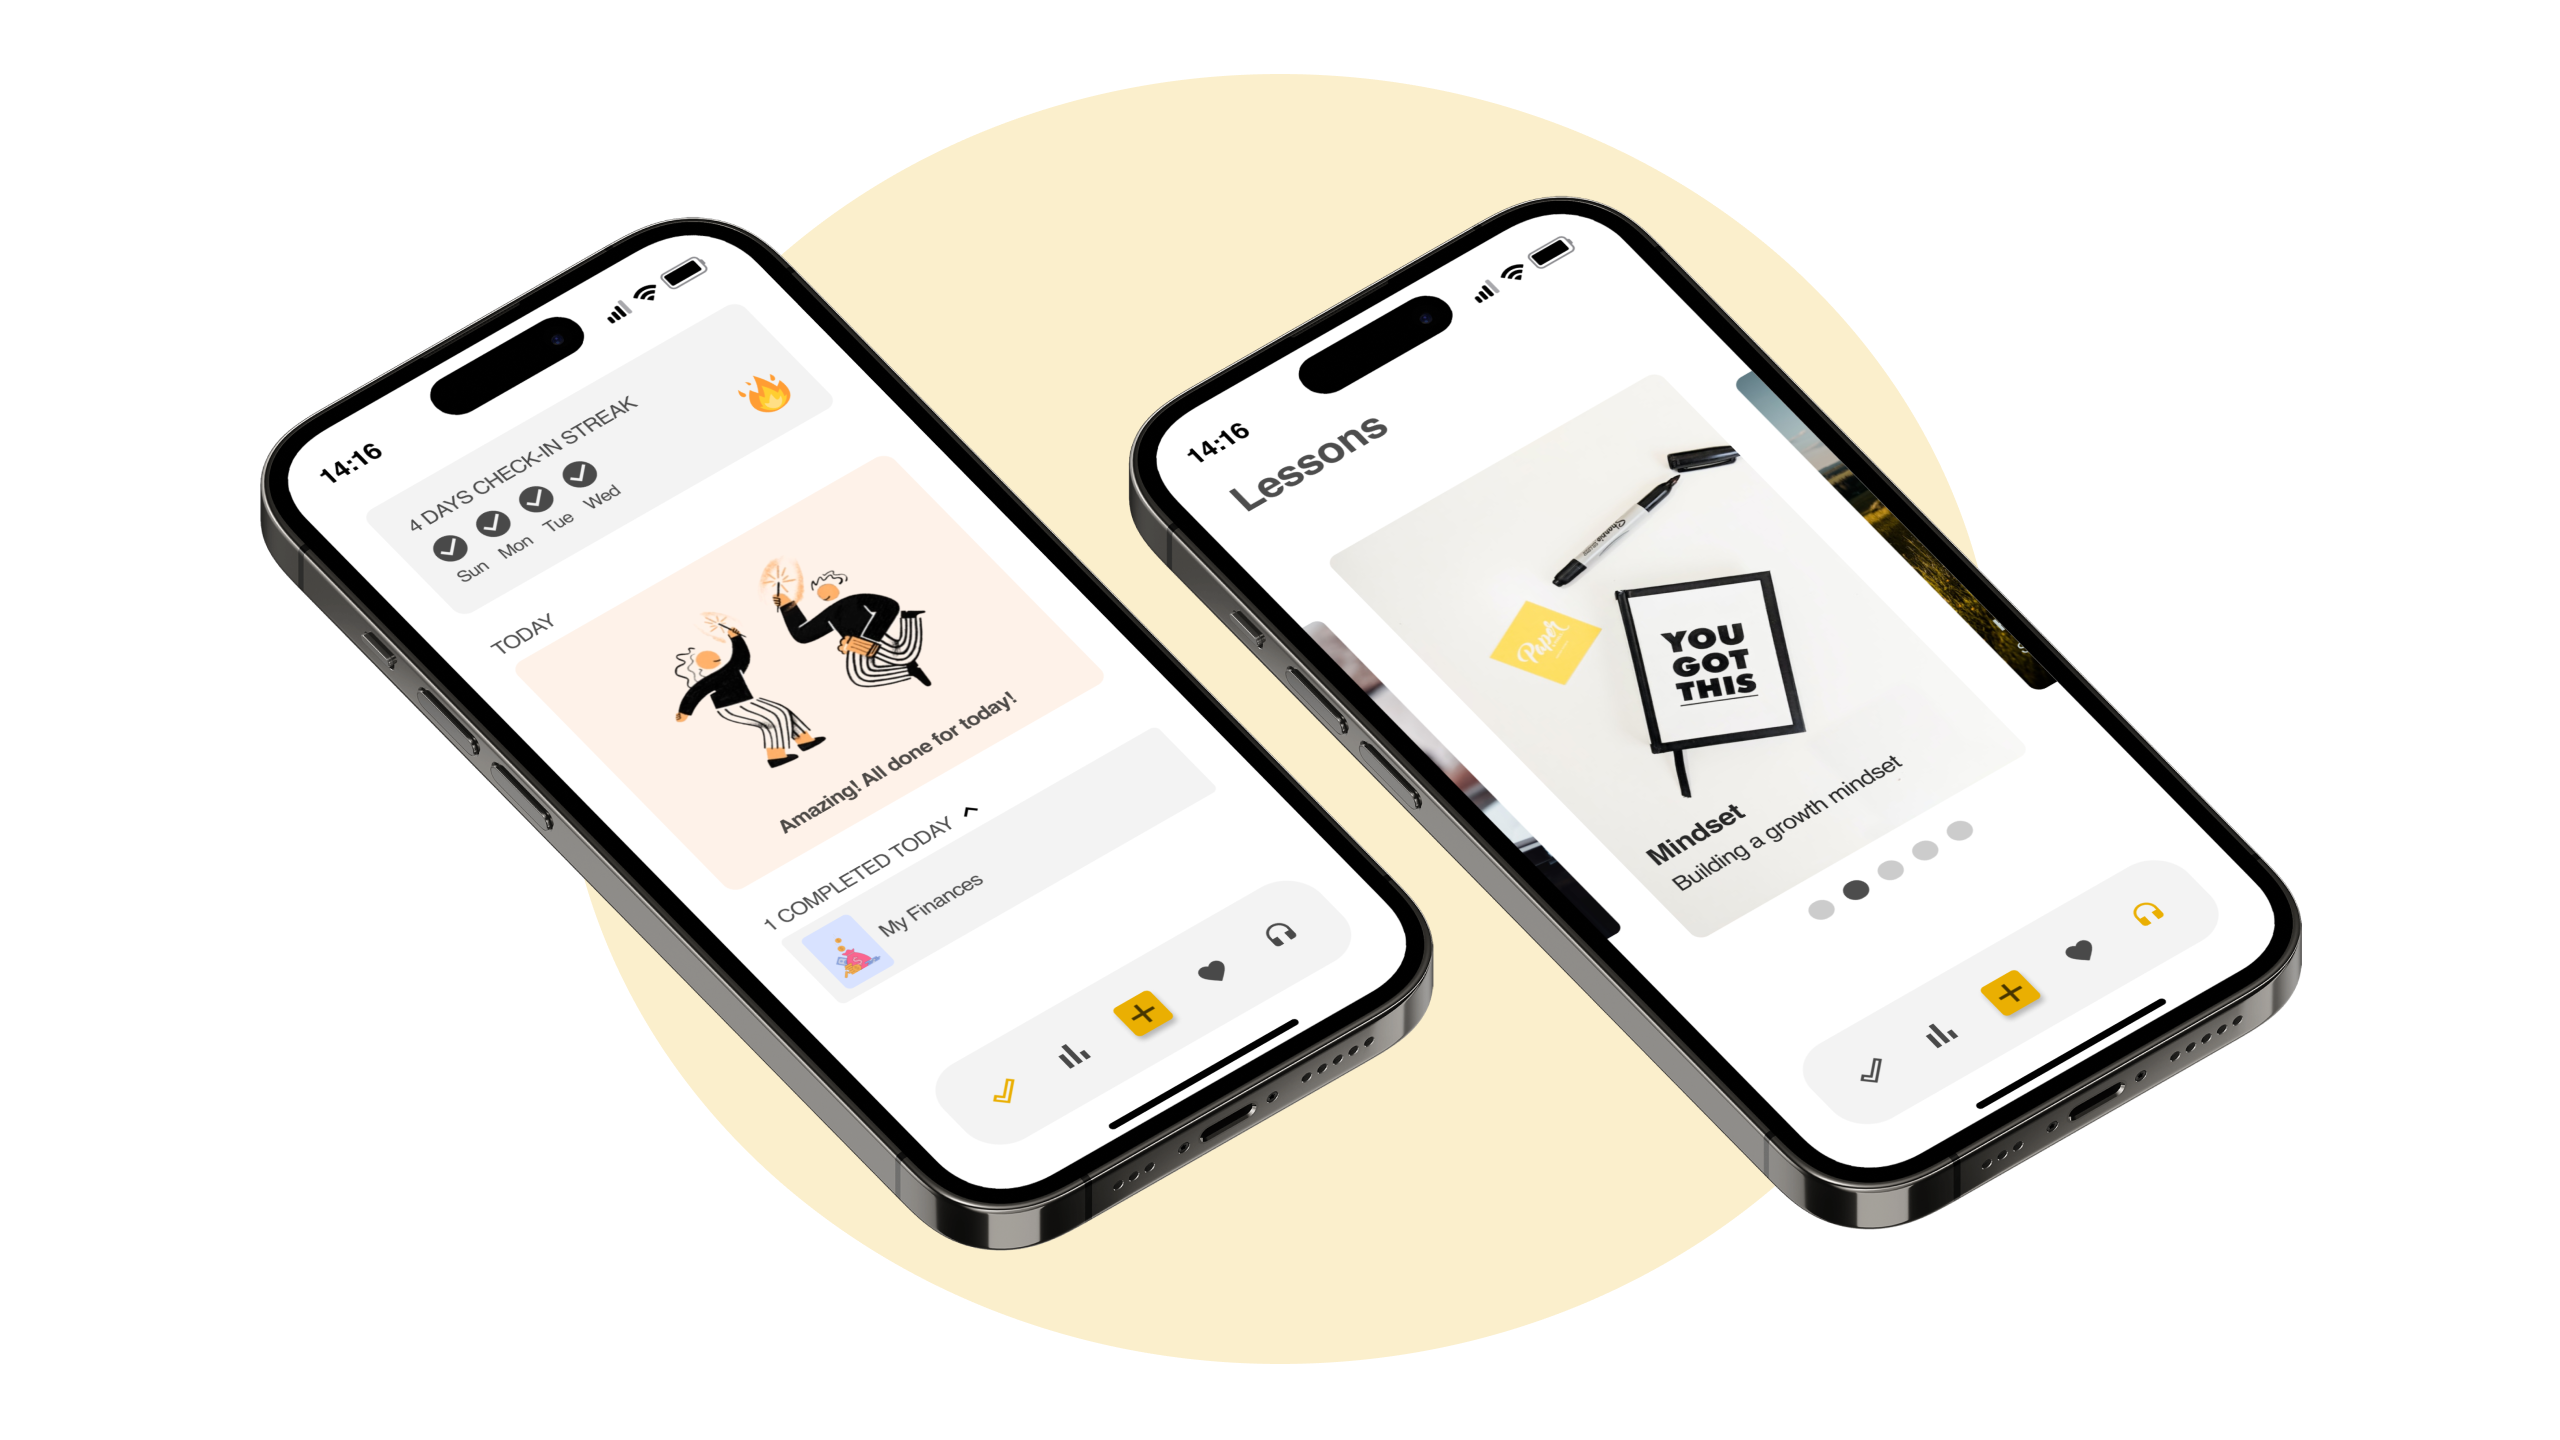 14:16
4 DAYS CHECK-IN STREAK
Sun Mon Tue Wed
TODAY
Amazing! All done for today!
1 COMPLETED TODAY
My Finances
14:16
Lessons
Sharpie
Paper
YOU
GOT
THIS
Mindset
Building a growth mindset